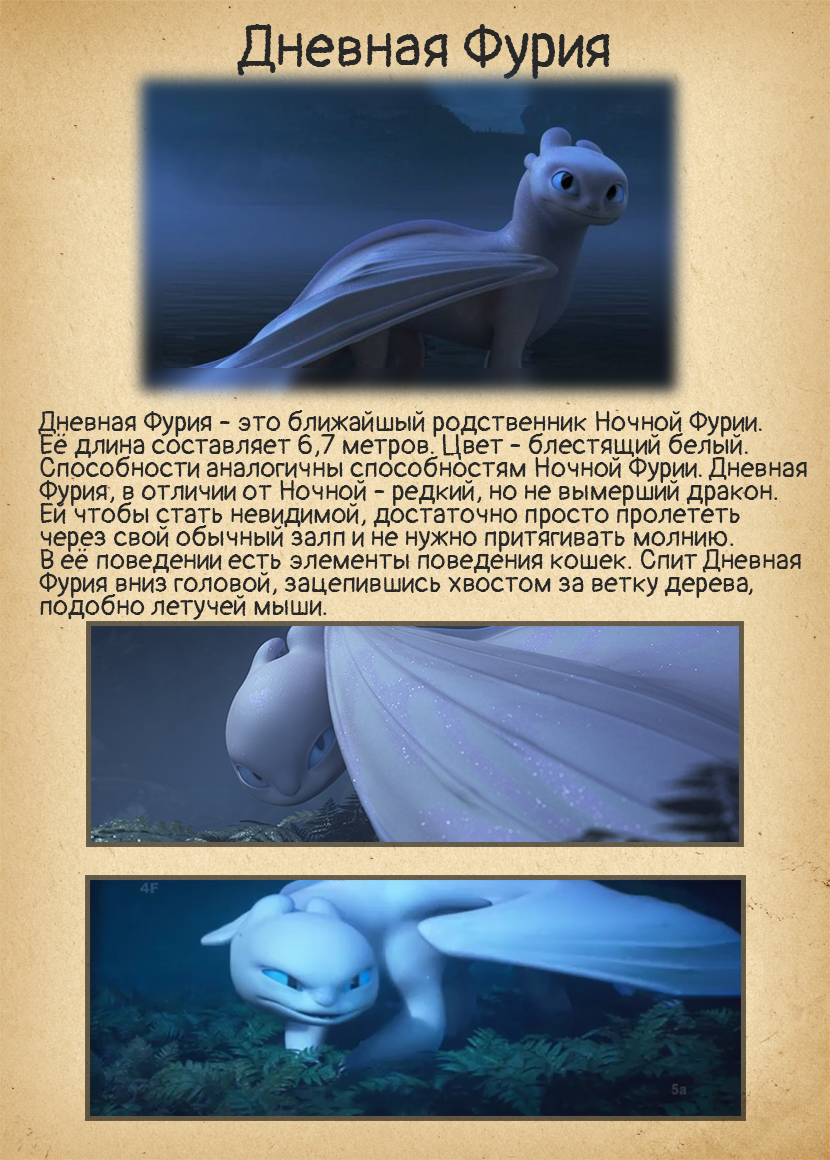 Дневная Фурия
Дневная Фурия - это ближайший родственник Ночной Фурии.
Её длина составляет 6,7 метров. Цвет - блестящий белый.
Способности аналогичны способностям Ночной Фурии. Дневная
Фурия, в отличии от Ночной - редкий, но не вымерший дракон.
Ей чтобы стать невидимой, достаточно просто пролететь
через свой обычный залп и не нужно притягивать молнию.
В её поведении есть элементы поведения кошек. Спит Дневная
Фурия вниз головой, зацепившись хвостом за ветку дерева,
подобно летучей мыши.
4F
5a